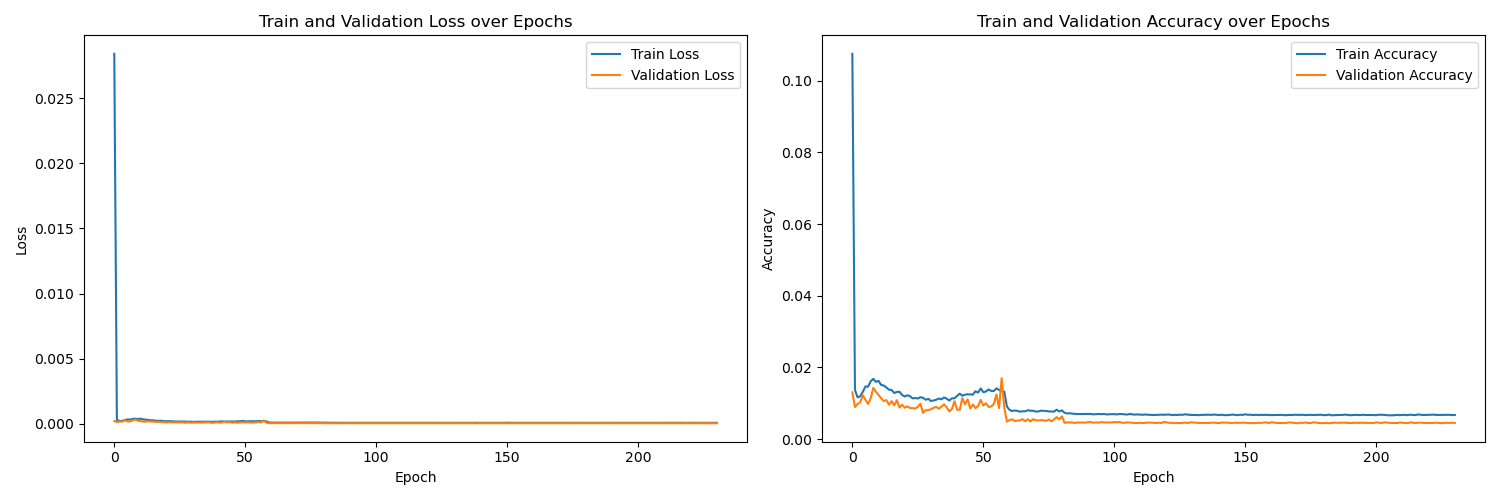 Train and Validation Loss over Epochs
Train Loss
Validation Loss
0.025
0.020
0.015
0.010
0.005
0.000
Loss
0 50 100 150 200
Epoch
Train and Validation Accuracy over Epochs
Train Accuracy
Validation Accuracy
0.10
0.08
0.06
0.04
0.02
0.00
Accuracy
0 50 100 150 200
Epoch